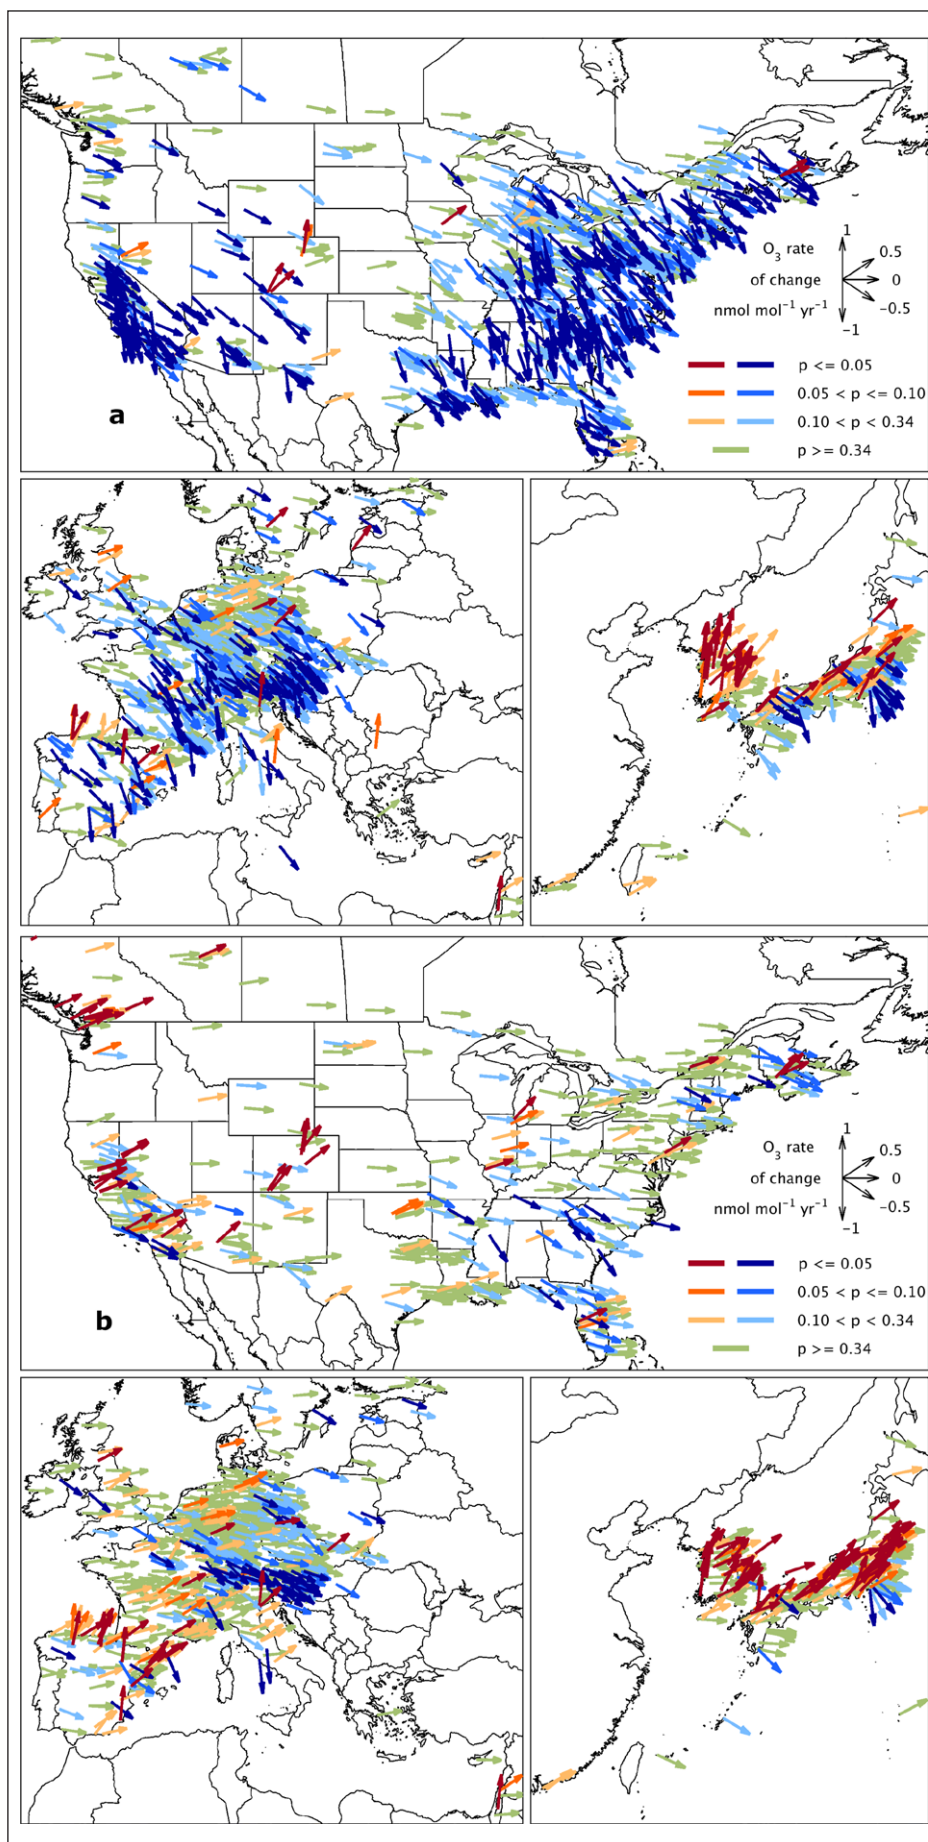 1
O₃ rate
0.5
of change
0
nmol mol⁻¹ yr⁻¹
−0.5
−1
p <= 0.05
0.05 < p <= 0.10
0.10 < p < 0.34
p >= 0.34
a
1
O₃ rate
0.5
of change
0
nmol mol⁻¹ yr⁻¹
−0.5
−1
p <= 0.05
0.05 < p <= 0.10
0.10 < p < 0.34
p >= 0.34
b